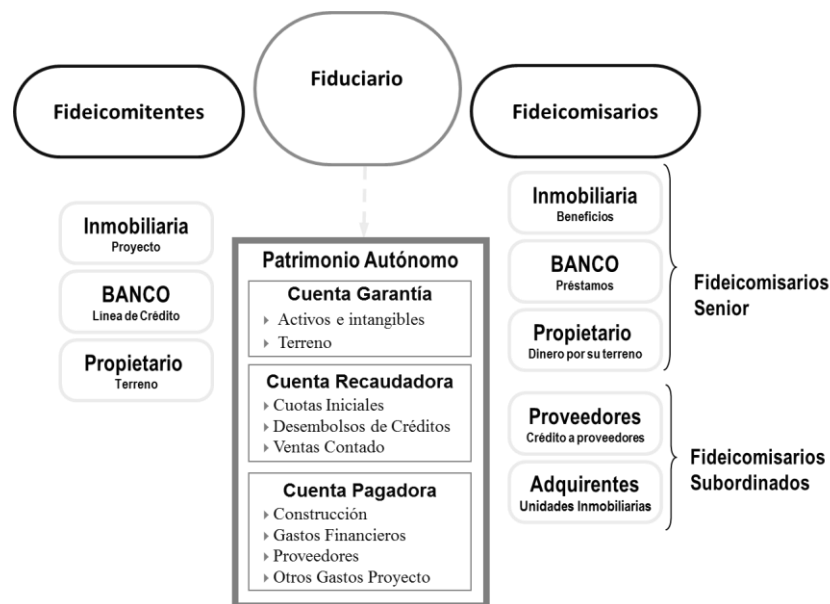 Fideicomitentes
Fiduciario
Fideicomisarios
Inmobiliaria
Proyecto
BANCO
Línea de Crédito
Propietario
Terreno
Patrimonio Autónomo
Cuenta Garantía
Activos e intangibles
Terreno
Cuenta Recaudadora
Cuotas Iniciales
Desembolsos de Créditos
Ventas Contado
Cuenta Pagadora
Construcción
Gastos Financieros
Proveedores
Otros Gastos Proyecto
Inmobiliaria
Beneficios
BANCO
Préstamos
Propietario
Dinero por su terreno
Fideicomisarios
Senior
Proveedores
Crédito a proveedores
Adquirentes
Unidades Inmobiliarias
Fideicomisarios
Subordinados